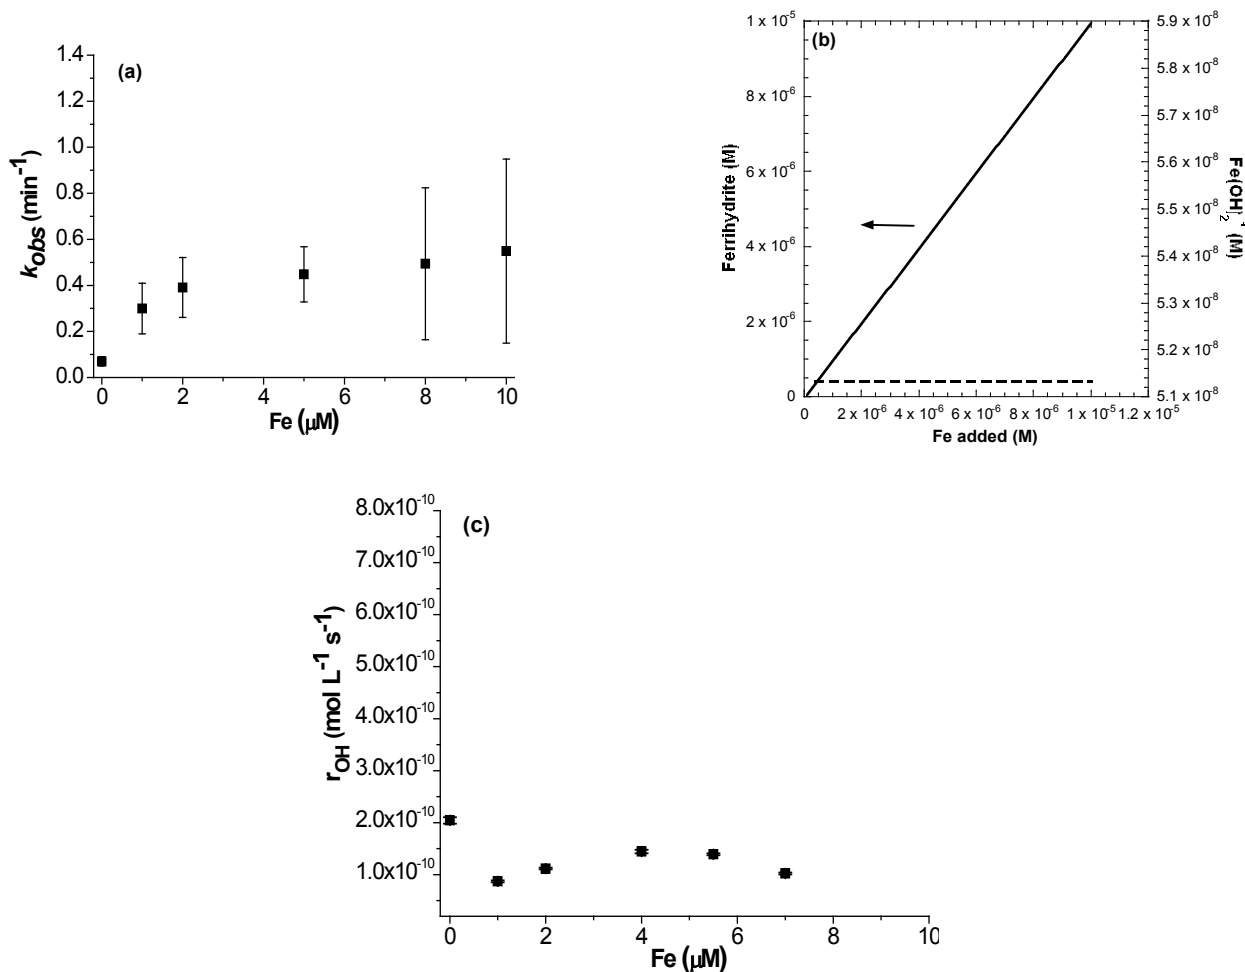 (a)
1.4
1.2
1.0
0.8
0.6
0.4
0.2
0.0
k_obs (min⁻¹)
0 2 4 6 8 10
Fe (μM)
(b)
1 x 10⁻⁵
8 x 10⁻⁶
6 x 10⁻⁶
4 x 10⁻⁶
2 x 10⁻⁶
0
Ferrihydrite (M)
5.9 x 10⁻⁸
5.8 x 10⁻⁸
5.7 x 10⁻⁸
5.6 x 10⁻⁸
5.5 x 10⁻⁸
5.4 x 10⁻⁸
5.3 x 10⁻⁸
5.2 x 10⁻⁸
5.1 x 10⁻⁸
Fe(OH)₂⁺ (M)
0 2 x 10⁻⁶ 4 x 10⁻⁶ 6 x 10⁻⁶ 8 x 10⁻⁶ 1 x 10⁻⁵ 1.2 x 10⁻⁵
Fe added (M)
(c)
8.0x10⁻¹⁰
7.0x10⁻¹⁰
6.0x10⁻¹⁰
5.0x10⁻¹⁰
4.0x10⁻¹⁰
3.0x10⁻¹⁰
2.0x10⁻¹⁰
1.0x10⁻¹⁰
r_OH (mol L⁻¹ s⁻¹)
0 2 4 6 8 10
Fe (μM)